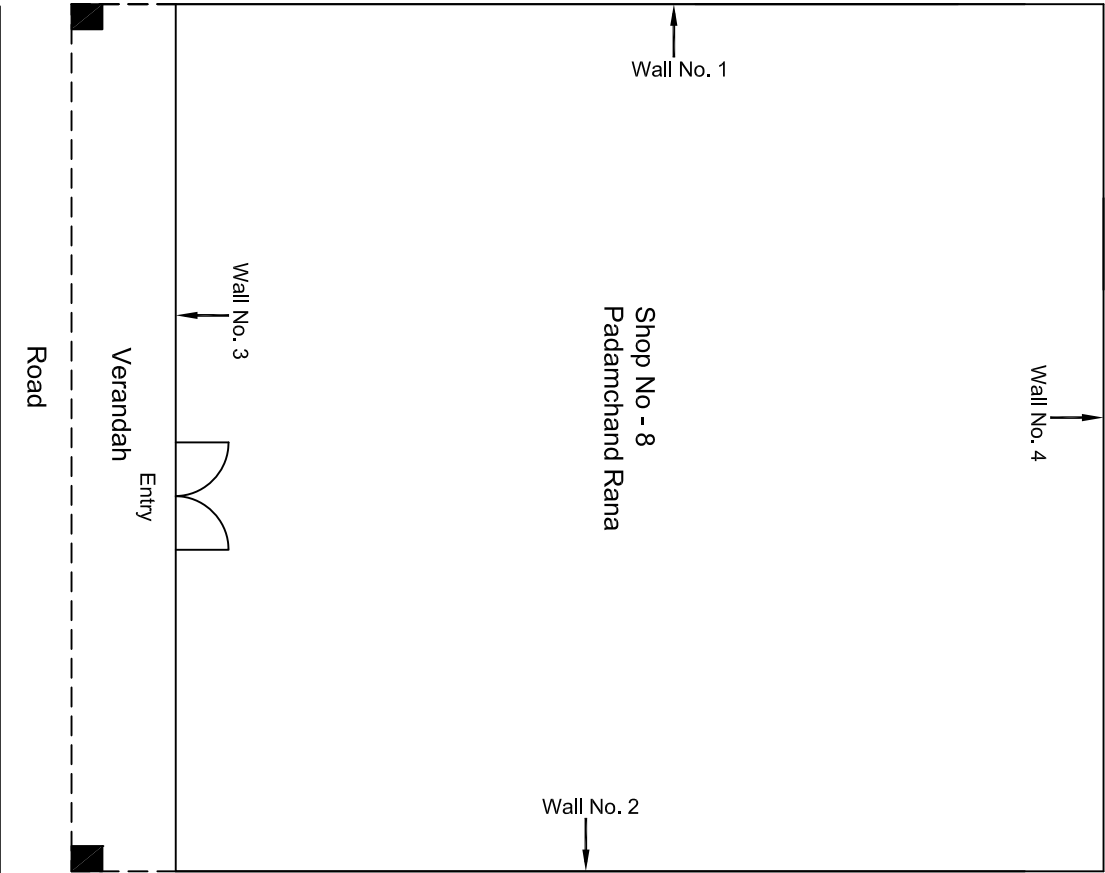 Wall No. 1
Wall No. 4
Shop No - 8
Padamchand Rana
Wall No. 3
Entry
Verandah
Road
Wall No. 2